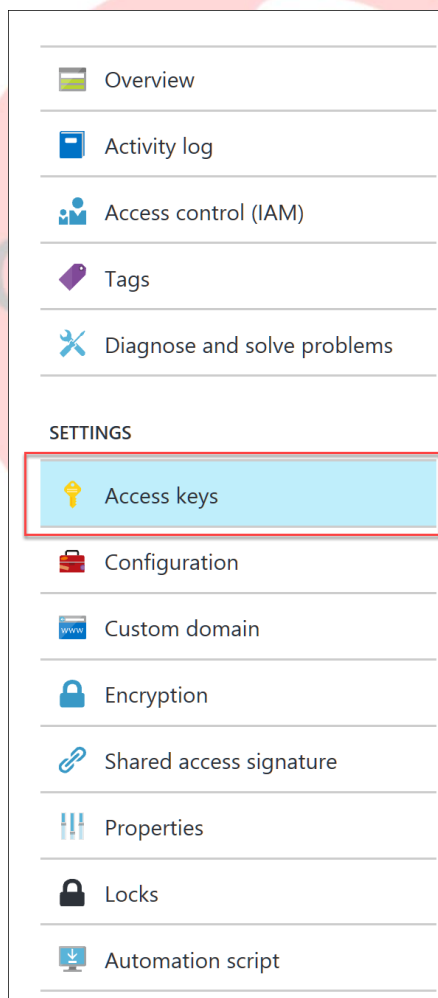 Overview
Activity log
Access control (IAM)
Tags
Diagnose and solve problems
SETTINGS
Access keys
Configuration
www
Custom domain
Encryption
Shared access signature
Properties
Locks
Automation script